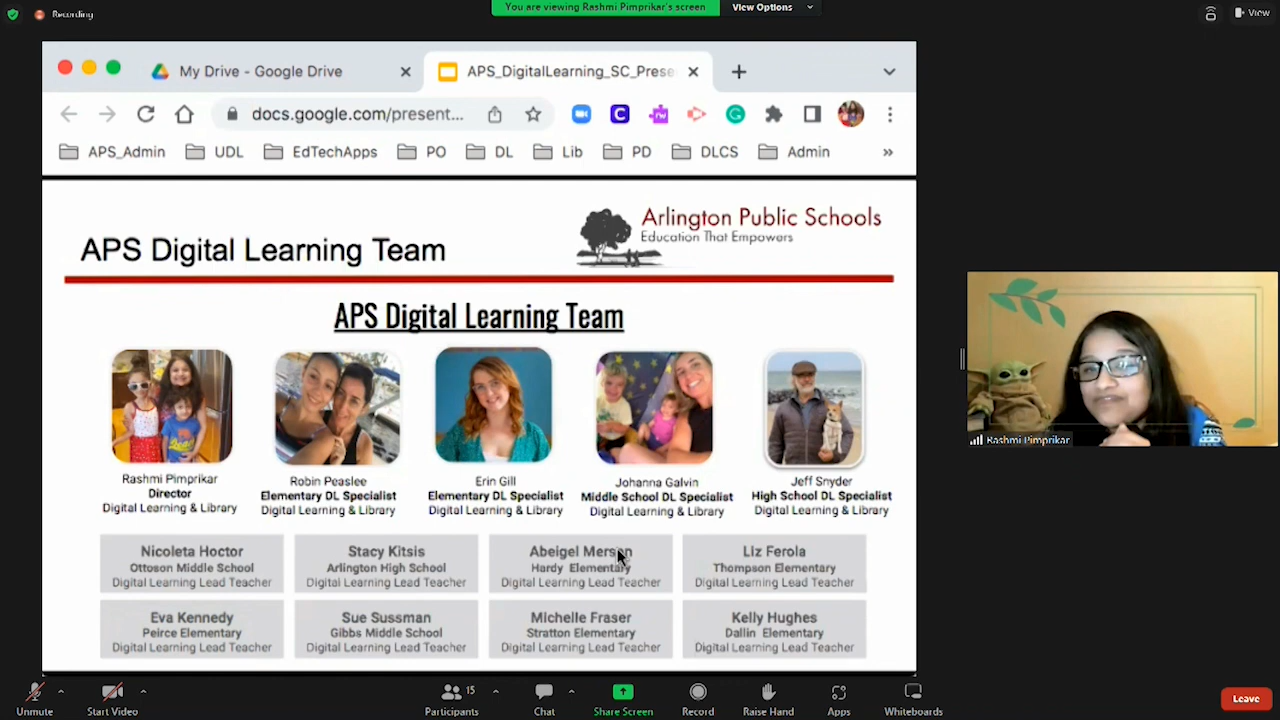 Recording
You are viewing Rashmi Pimprikar's screen
View Options
View
My Drive - Google Drive
APS_DigitalLearning_SC_Prese
docs.google.com/present...
APS_Admin
UDL
EdTechApps
PO
DL
Lib
PD
DLCS
Admin
»
APS Digital Learning Team
Arlington Public Schools
Education That Empowers
APS Digital Learning Team
Rashmi Pimprikar
Director
Digital Learning & Library
Robin Peaslee
Elementary DL Specialist
Digital Learning & Library
Erin Gill
Elementary DL Specialist
Digital Learning & Library
Johanna Galvin
Middle School DL Specialist
Digital Learning & Library
Jeff Snyder
High School DL Specialist
Digital Learning & Library
Nicoleta Hoctor
Ottoson Middle School
Digital Learning Lead Teacher
Stacy Kitsis
Arlington High School
Digital Learning Lead Teacher
Abeigel Merson
Hardy Elementary
Digital Learning Lead Teacher
Liz Ferola
Thompson Elementary
Digital Learning Lead Teacher
Eva Kennedy
Peirce Elementary
Digital Learning Lead Teacher
Sue Sussman
Gibbs Middle School
Digital Learning Lead Teacher
Michelle Fraser
Stratton Elementary
Digital Learning Lead Teacher
Kelly Hughes
Dallin Elementary
Digital Learning Lead Teacher
Rashmi Pimprikar
Unmute
Start Video
15
Participants
Chat
Share Screen
Record
Raise Hand
Apps
Whiteboards
Leave